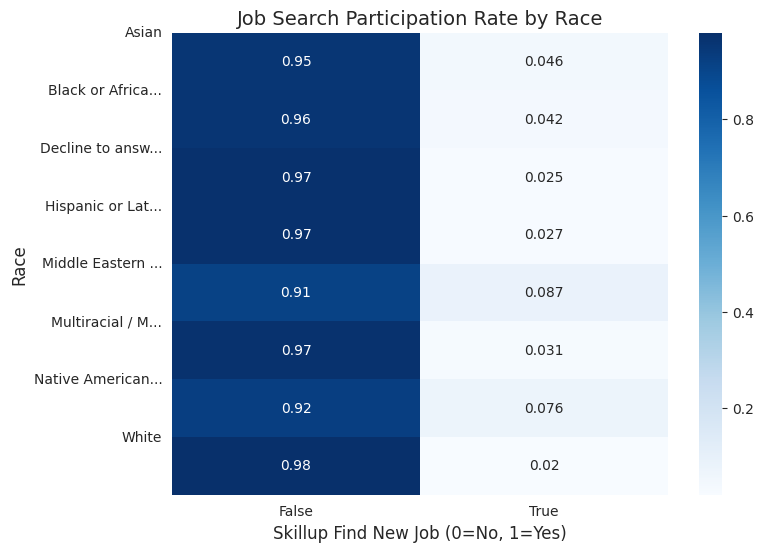 Job Search Participation Rate by Race
Asian
0.95 0.046
Black or Africa...
0.96 0.042
Decline to answ...
0.97 0.025
Hispanic or Lat...
0.97 0.027
Middle Eastern ...
0.91 0.087
Multiracial / M...
0.97 0.031
Native American...
0.92 0.076
White
0.98 0.02
Race
False True
Skillup Find New Job (0=No, 1=Yes)
0.8
0.6
0.4
0.2